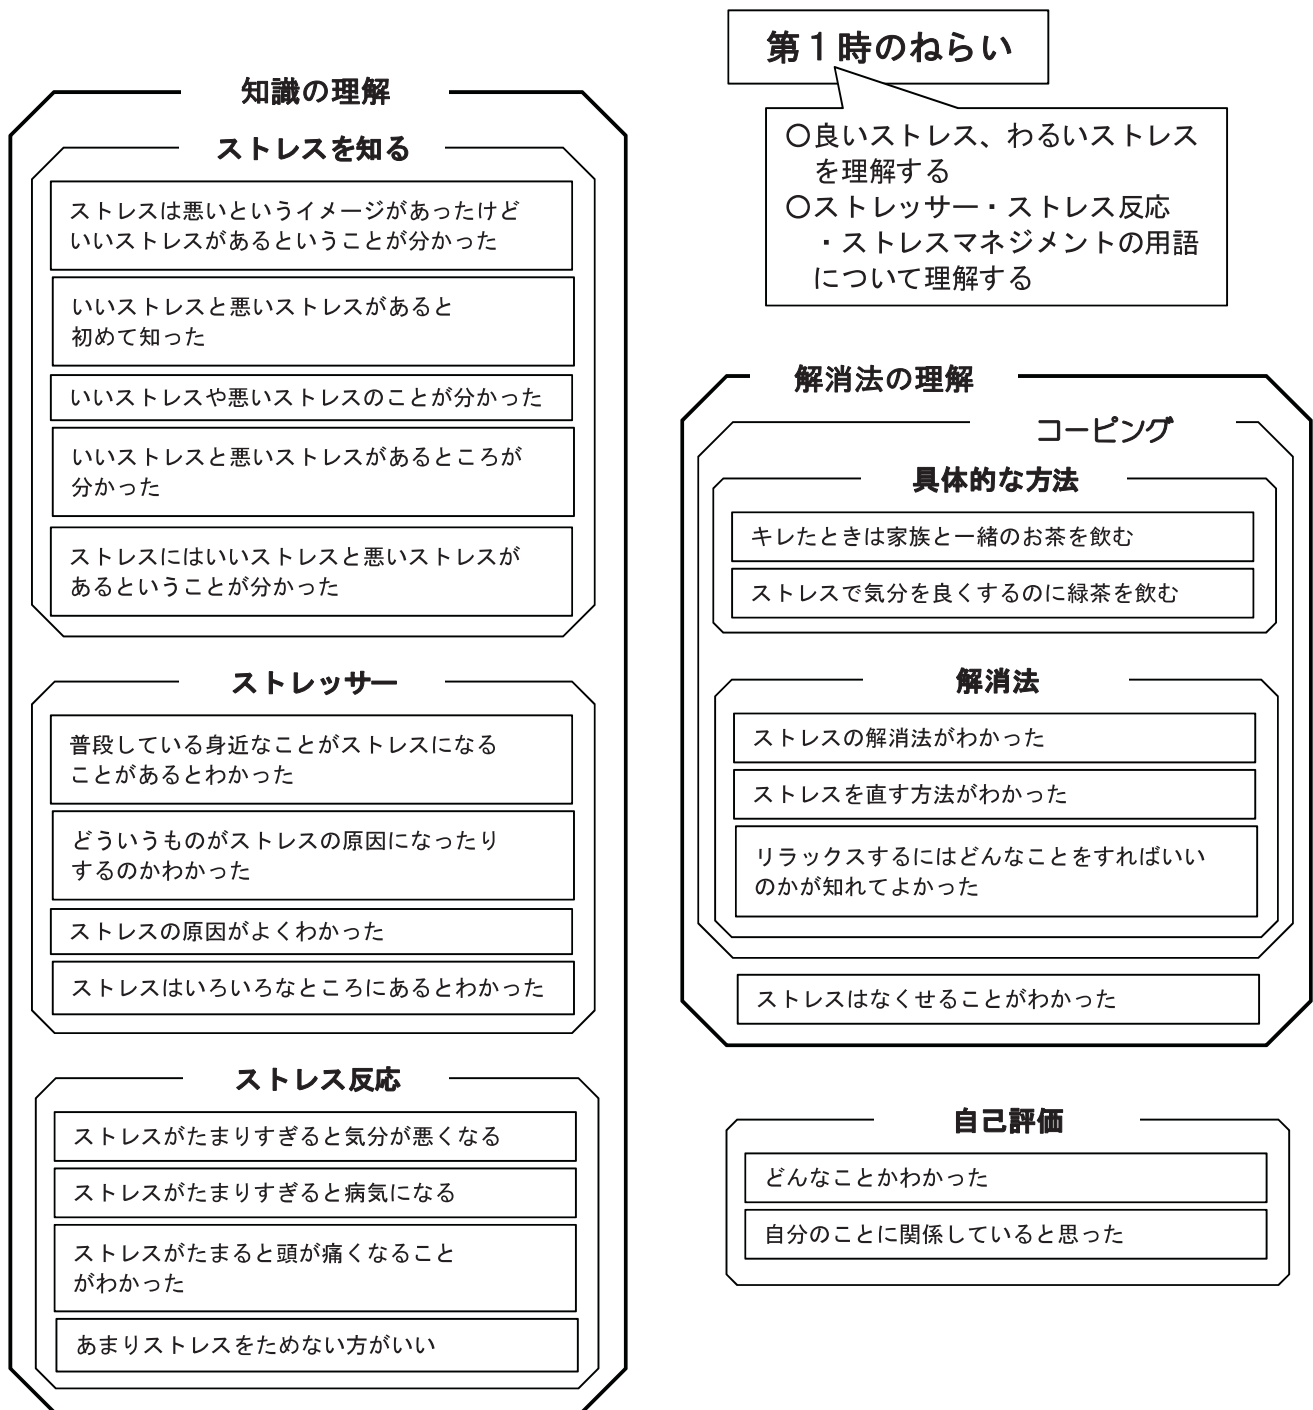 第１時のねらい
○良いストレス、わるいストレス
を理解する
○ストレッサー・ストレス反応
・ストレスマネジメントの用語
について理解する
知識の理解
ストレスを知る
ストレスは悪いというイメージがあったけど
いいストレスがあるということが分かった
いいストレスと悪いストレスがあると
初めて知った
いいストレスや悪いストレスのことが分かった
いいストレスと悪いストレスがあるところが
分かった
ストレスにはいいストレスと悪いストレスが
あるということが分かった
ストレッサー
普段している身近なことがストレスになる
ことがあるとわかった
どういうものがストレスの原因になったり
するのかわかった
ストレスの原因がよくわかった
ストレスはいろいろなところにあるとわかった
ストレス反応
ストレスがたまりすぎると気分が悪くなる
ストレスがたまりすぎると病気になる
ストレスがたまると頭が痛くなること
がわかった
あまりストレスをためない方がいい
解消法の理解
コーピング
具体的な方法
キレたときは家族と一緒のお茶を飲む
ストレスで気分を良くするのに緑茶を飲む
解消法
ストレスの解消法がわかった
ストレスを直す方法がわかった
リラックスするにはどんなことをすればいい
のかが知れてよかった
ストレスはなくせることがわかった
自己評価
どんなことかわかった
自分のことに関係していると思った